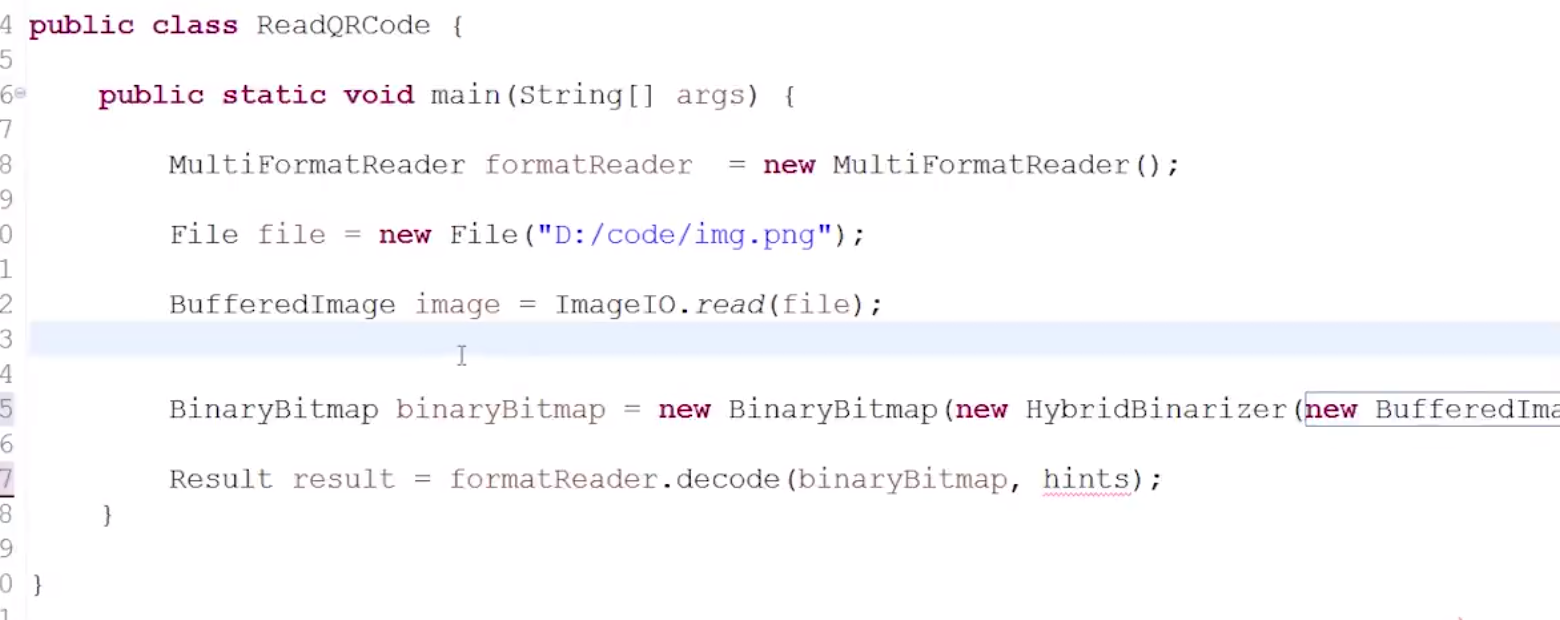 4 public class ReadQRCode {
5
6 public static void main(String[] args) {
7
8 MultiFormatReader formatReader  = new MultiFormatReader();
9
0 File file = new File("D:/code/img.png");
1
2 BufferedImage image = ImageIO.read(file);
3
4
5 BinaryBitmap binaryBitmap = new BinaryBitmap(new HybridBinarizer(new BufferedIma
6
7 Result result = formatReader.decode(binaryBitmap, hints);
8 }
9
0 }
1